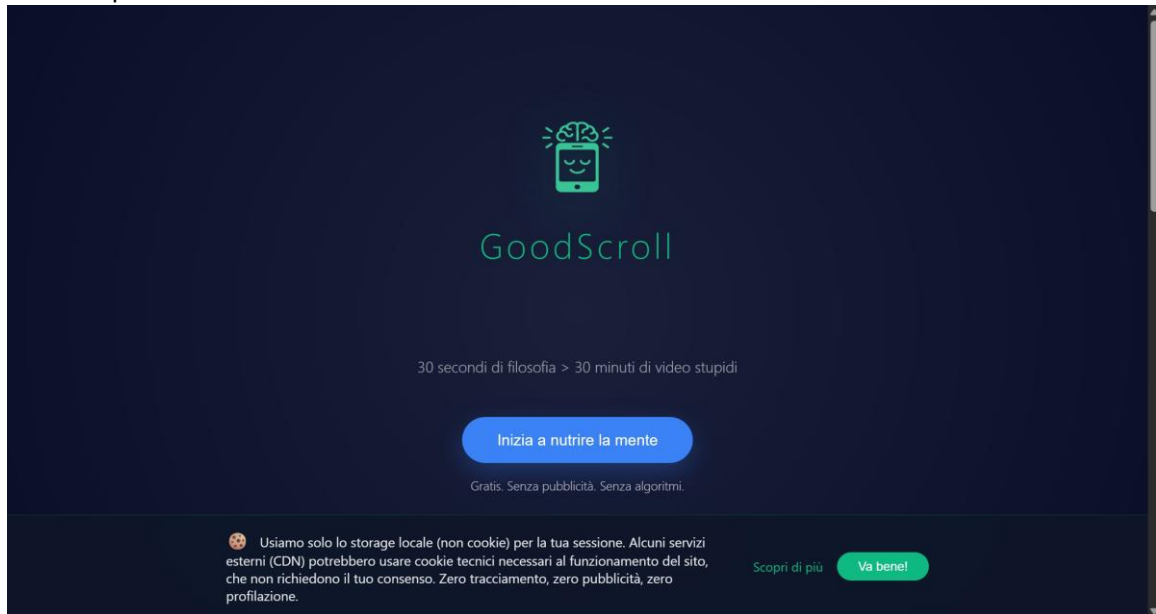 GoodScroll
30 secondi di filosofia > 30 minuti di video stupidi
Inizia a nutrire la mente
Gratis. Senza pubblicità. Senza algoritmi.
Usiamo solo lo storage locale (non cookie) per la tua sessione. Alcuni servizi
esterni (CDN) potrebbero usare cookie tecnici necessari al funzionamento del sito,
che non richiedono il tuo consenso. Zero tracciamento, zero pubblicità, zero
profilazione.
Scopri di più
Va bene!